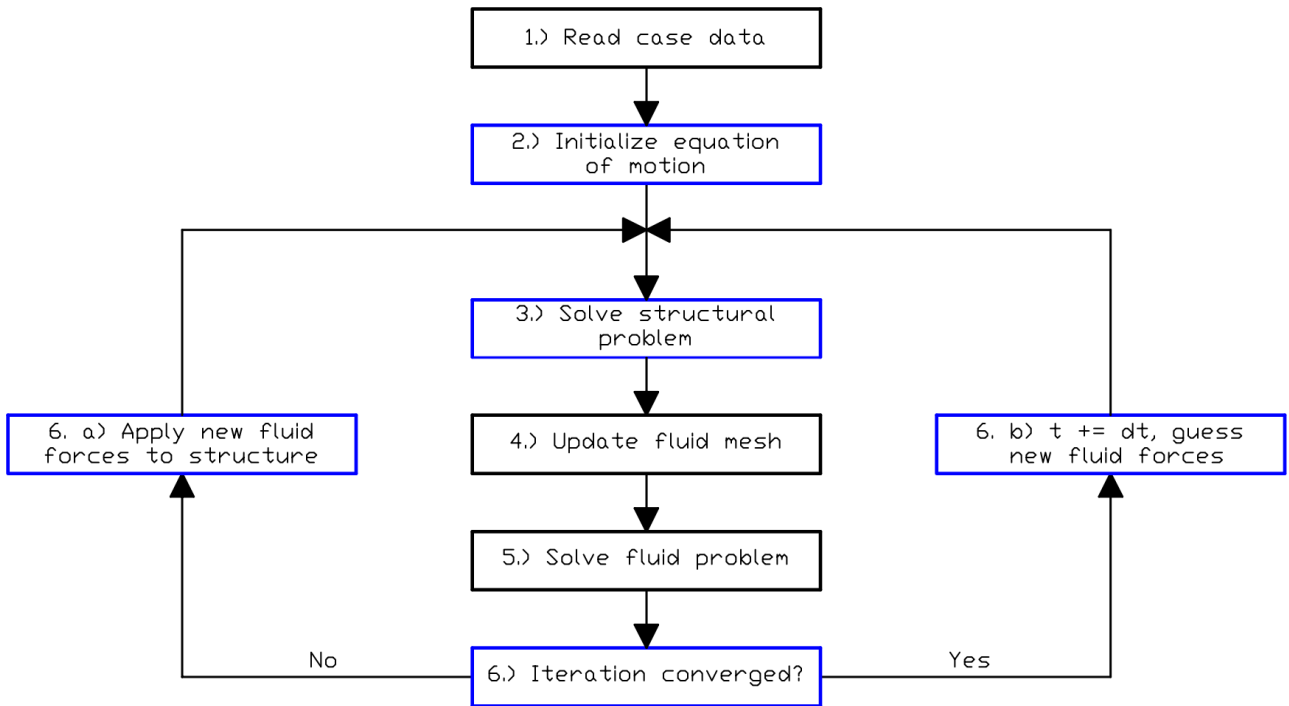 1.) Read case data
2.) Initialize equation
of motion
3.) Solve structural
problem
6. a) Apply new fluid
forces to structure
4.) Update fluid mesh
6. b) t += dt, guess
new fluid forces
5.) Solve fluid problem
No
6.) Iteration converged?
Yes